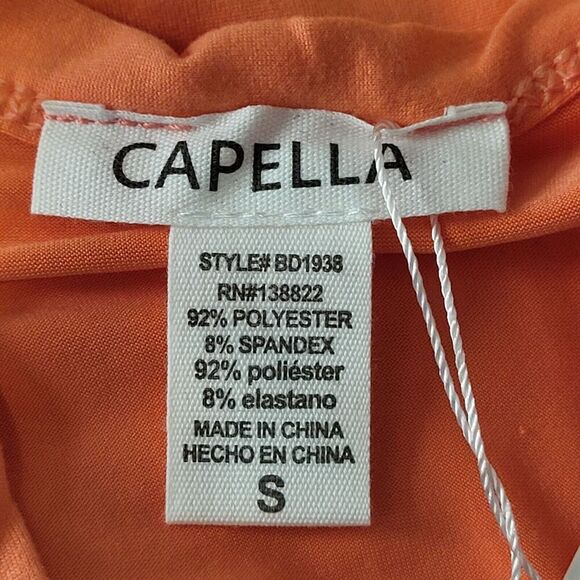 CAPELLA
STYLE# BD1938
RN#138822
92% POLYESTER
8% SPANDEX
92% poliéster
8% elastano
MADE IN CHINA
HECHO EN CHINA
S